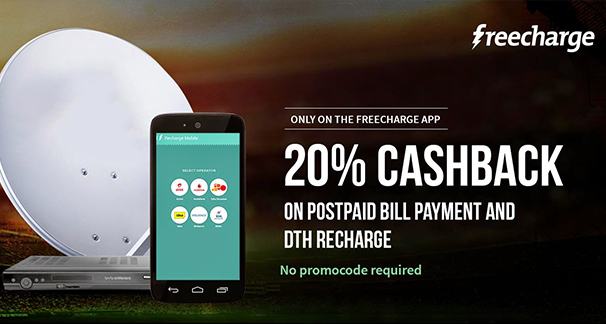 freecharge
ONLY ON THE FREECHARGE APP
20% CASHBACK
ON POSTPAID BILL PAYMENT AND
DTH RECHARGE
No promocode required
Recharge Mobile
SELECT OPERATOR